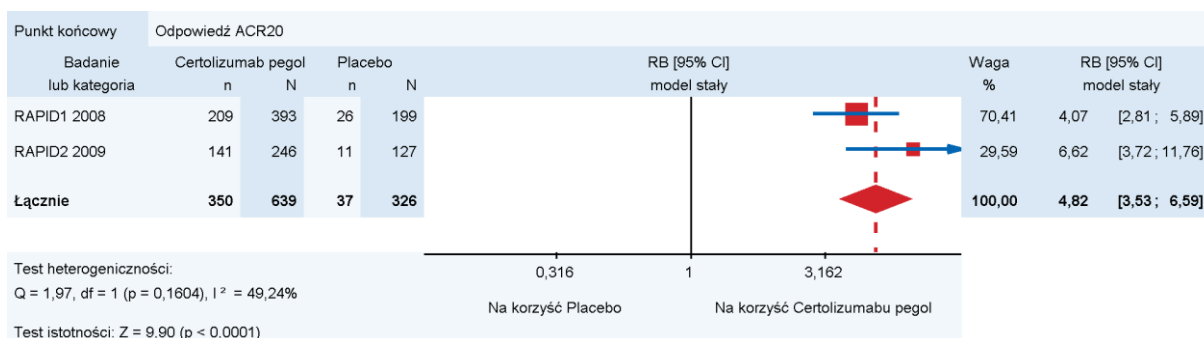 Punkt końcowy Odpowiedź ACR20
Badanie Certolizumab pegol Placebo RB [95% CI] Waga RB [95% CI]
lub kategoria n N n N model stały % model stały
RAPID1 2008 209 393 26 199 70,41 4,07 [2,81 ; 5,89]
RAPID2 2009 141 246 11 127 29,59 6,62 [3,72 ; 11,76]
Łącznie 350 639 37 326 100,00 4,82 [3,53 ; 6,59]
0,316 1 3,162
Na korzyść Placebo Na korzyść Certolizumabu pegol
Test heterogeniczności:
Q = 1,97, df = 1 (p = 0,1604), I ² = 49,24%
Test istotności: Z = 9,90 (p < 0,0001)